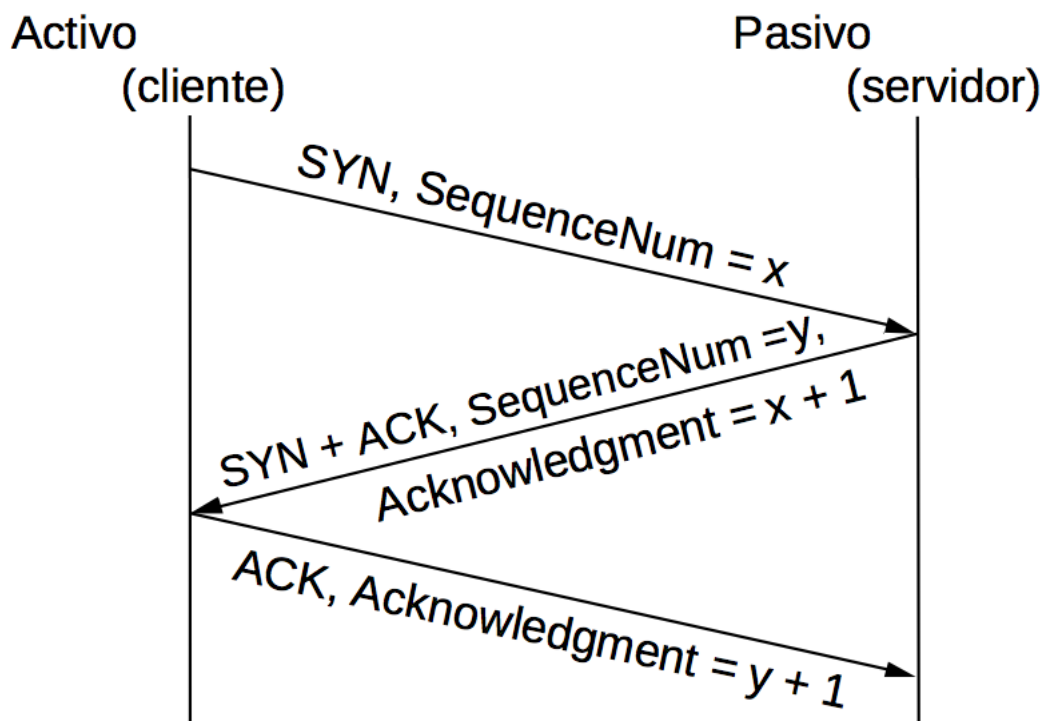 Activo
(cliente)
Pasivo
(servidor)
SYN, SequenceNum = x
SYN + ACK, SequenceNum =y,
Acknowledgment = x + 1
ACK, Acknowledgment = y + 1